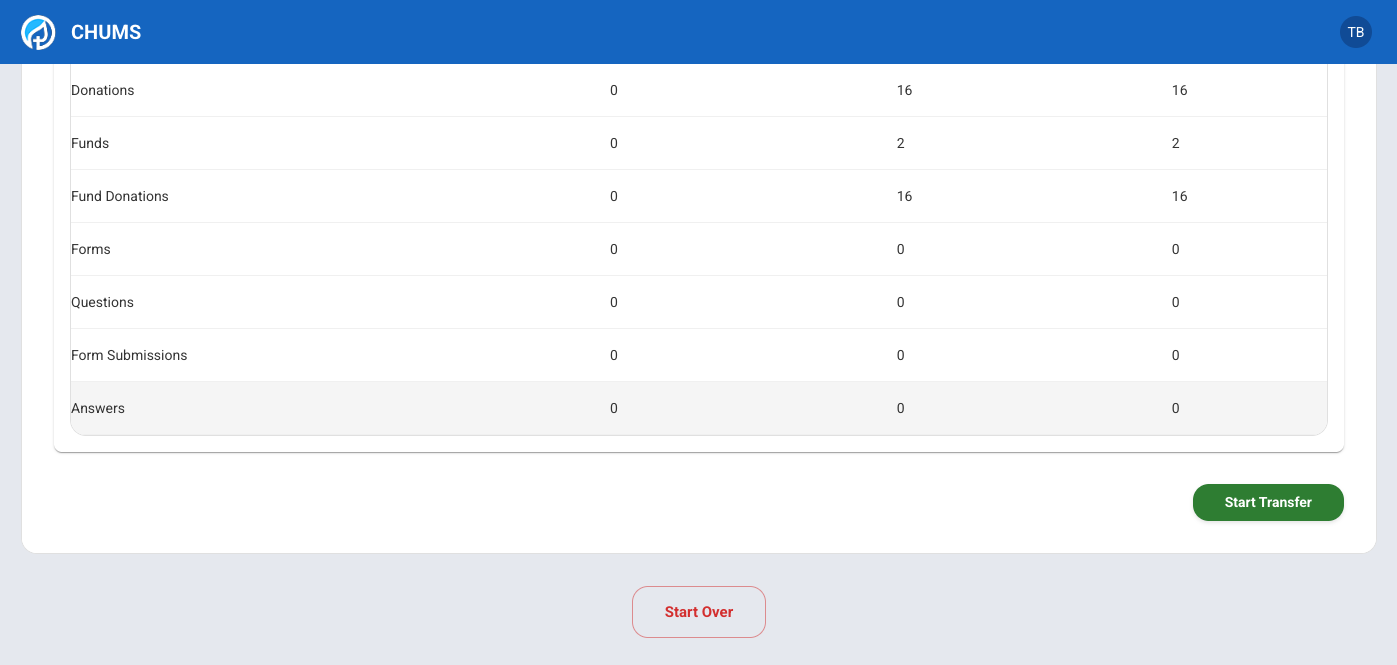 CHUMS TB
Donations 0 16 16
Funds 0 2 2
Fund Donations 0 16 16
Forms 0 0 0
Questions 0 0 0
Form Submissions 0 0 0
Answers 0 0 0
Start Transfer
Start Over